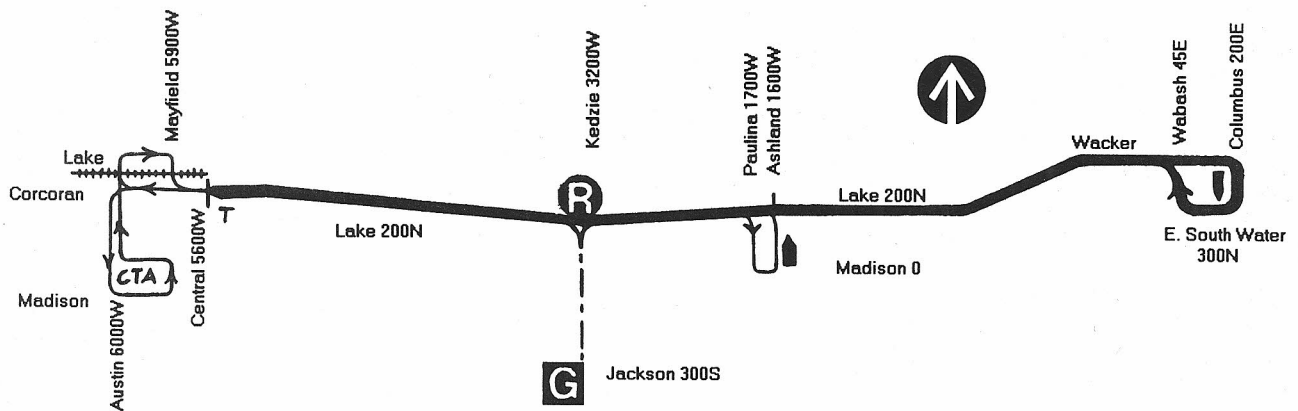 Mayfield 5900W
Kedzie 3200W
Paulina 1700W
Ashland 1600W
Wabash 45E
Columbus 200E
Lake
Wacker
Corcoran
R
T
Lake 200N
Lake 200N
Central 5600W
E. South Water
300N
CTA
Madison 0
Madison
Austin 6000W
G
Jackson 300S